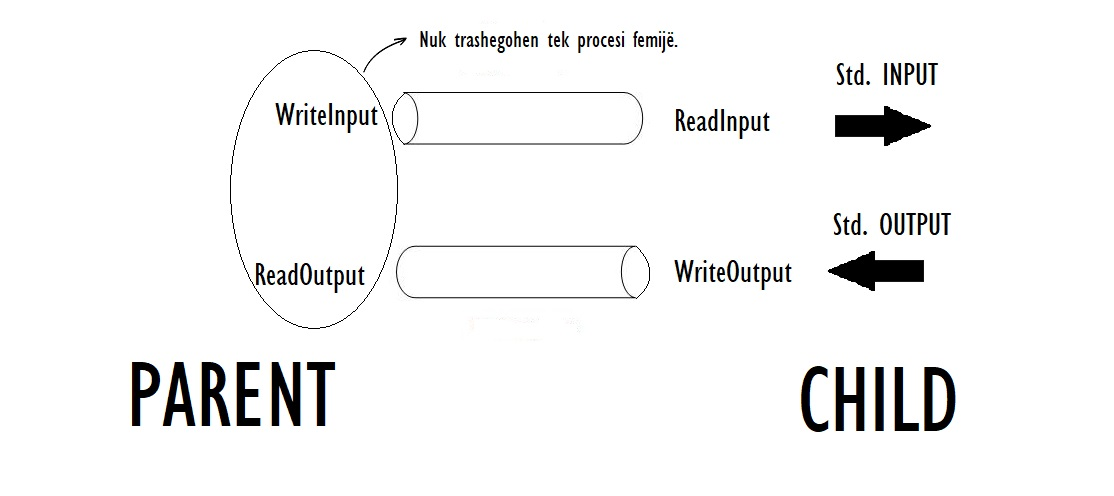 Nuk trashegohen tek procesi femijë.
Std. INPUT
WriteInput
ReadInput
Std. OUTPUT
ReadOutput
WriteOutput
PARENT
CHILD